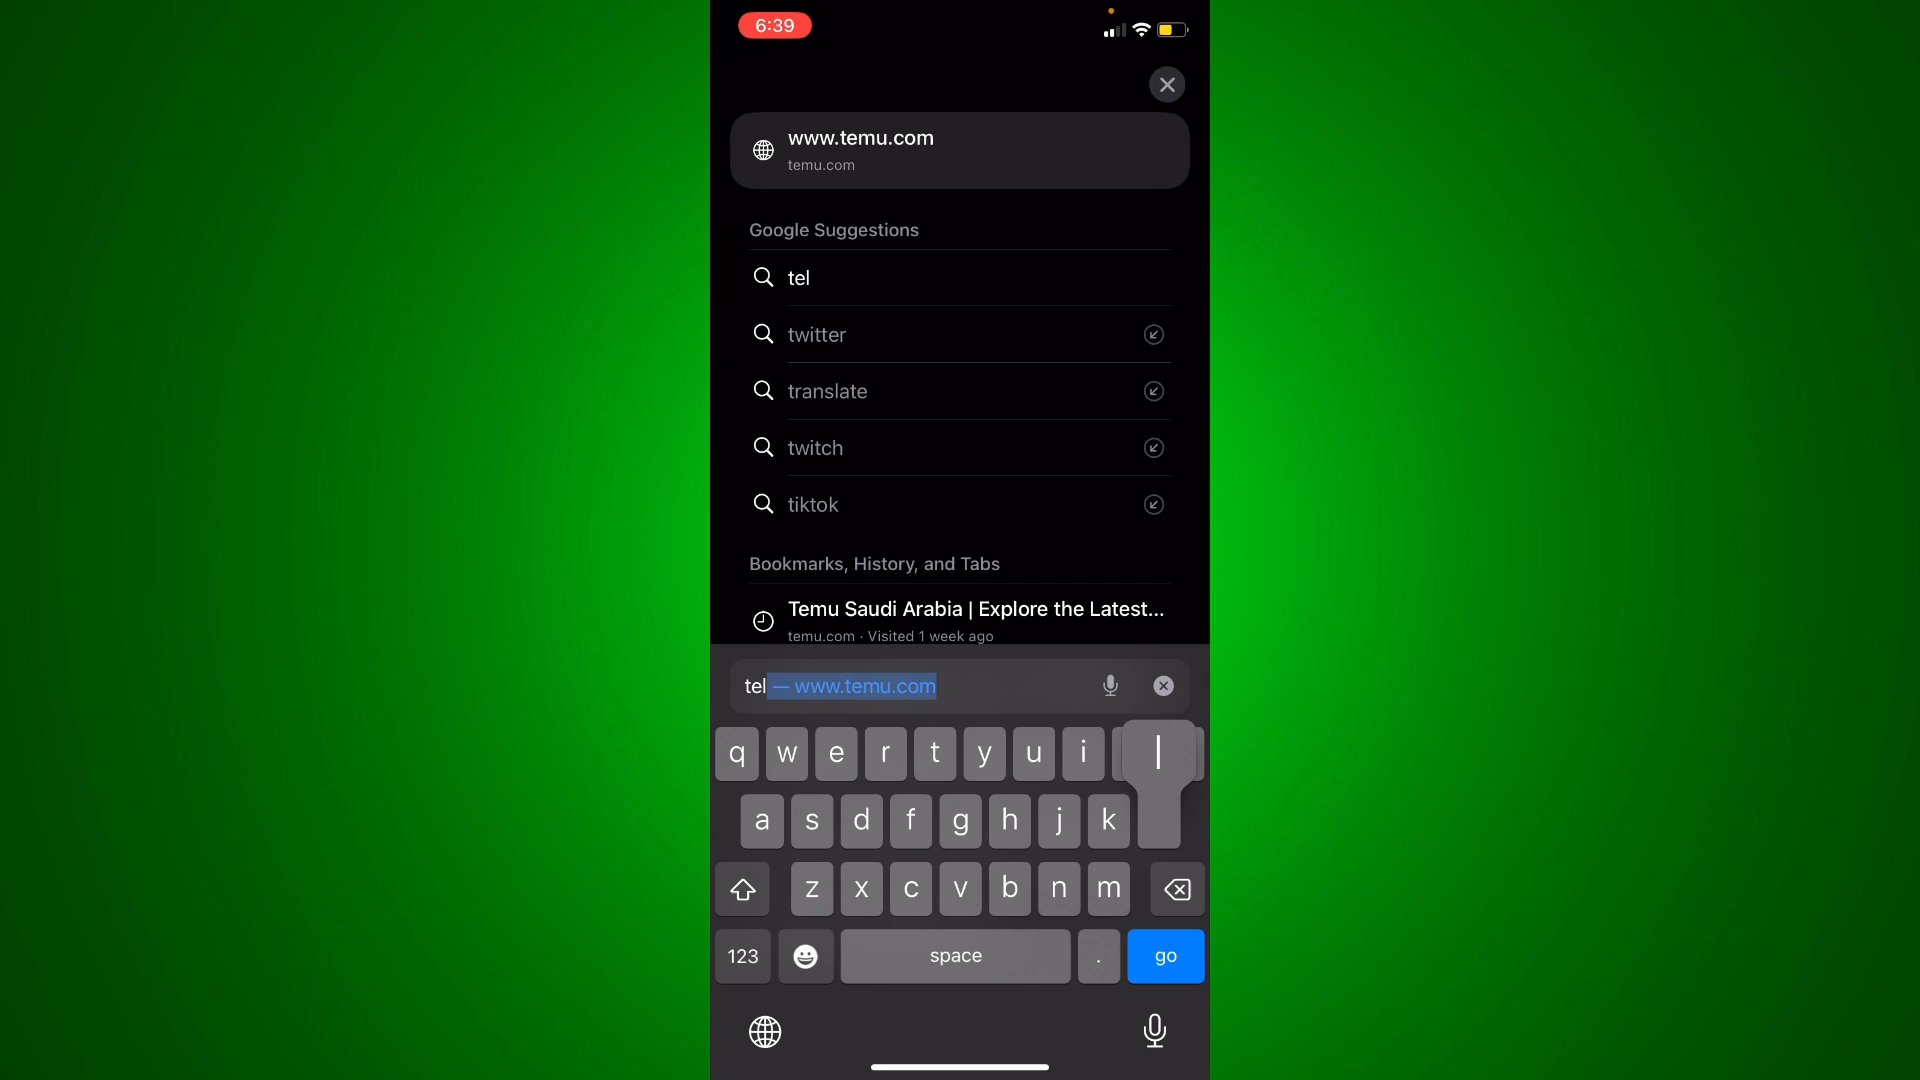 6:39
www.temu.com
temu.com
Google Suggestions
tel
twitter
translate
twitch
tiktok
Bookmarks, History, and Tabs
Temu Saudi Arabia | Explore the Latest...
temu.com · Visited 1 week ago
tel — www.temu.com
q w e r t y u i l
a s d f g h j k
z x c v b n m
123 space . go